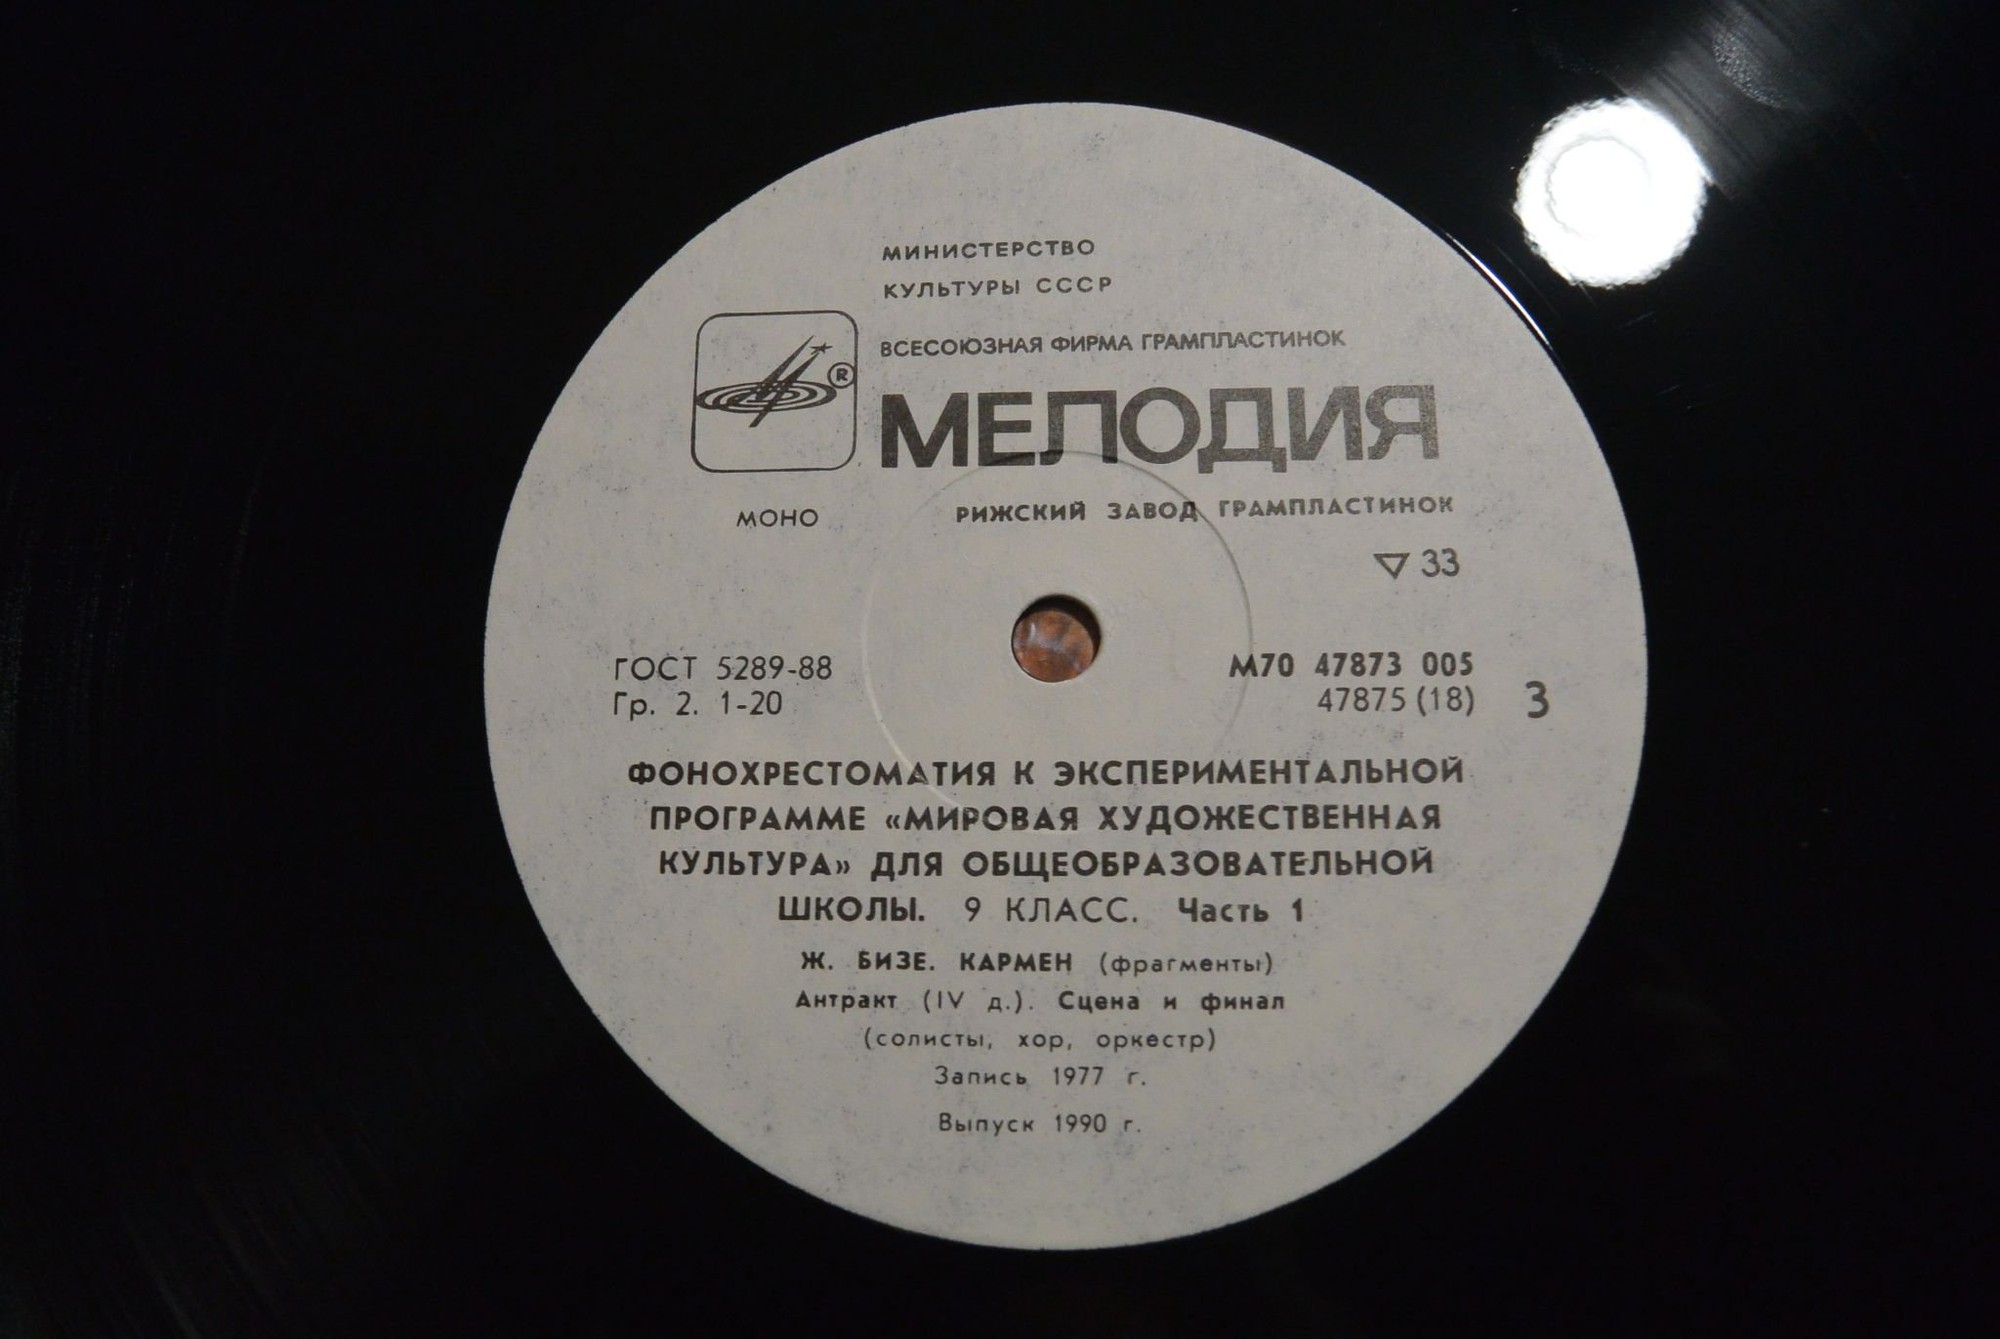 МИНИСТЕРСТВО
КУЛЬТУРЫ СССР
ВСЕСОЮЗНАЯ ФИРМА ГРАМПЛАСТИНОК
®
МЕЛОДИЯ
МОНО
РИЖСКИЙ ЗАВОД ГРАМПЛАСТИНОК
▽ 33
ГОСТ 5289-88
Гр. 2. 1-20
М70 47873 005
47875 (18)
3
ФОНОХРЕСТОМАТИЯ К ЭКСПЕРИМЕНТАЛЬНОЙ
ПРОГРАММЕ «МИРОВАЯ ХУДОЖЕСТВЕННАЯ
КУЛЬТУРА» ДЛЯ ОБЩЕОБРАЗОВАТЕЛЬНОЙ
ШКОЛЫ. 9 КЛАСС. Часть 1
Ж. БИЗЕ. КАРМЕН (фрагменты)
Антракт (IV д.). Сцена и финал
(солисты, хор, оркестр)
Запись 1977 г.
Выпуск 1990 г.